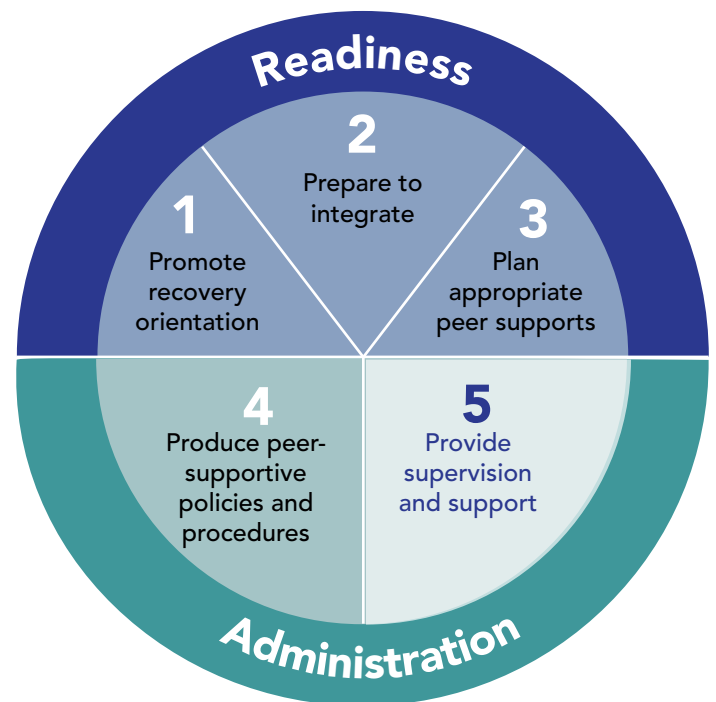 Readiness
1
Promote
recovery
orientation
2
Prepare to
integrate
3
Plan
appropriate
peer supports
4
Produce peer-
supportive
policies and
procedures
5
Provide
supervision
and support
Administration